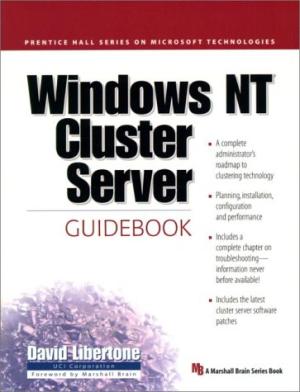 PRENTICE HALL SERIES ON MICROSOFT TECHNOLOGIES
Windows NT
Cluster
Server
GUIDEBOOK
A complete
administrator's
roadmap to
clustering technology
Planning, installation,
configuration
and performance
Includes a
complete chapter on
troubleshooting—
information never
before available!
Includes the latest
cluster server software
patches
David Libertone
UCI Corporation
Foreword by Marshall Brain
MB A Marshall Brain Series Book